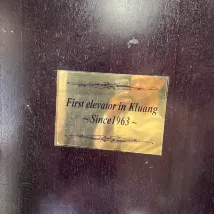 First elevator in Kluang
~Since1963~